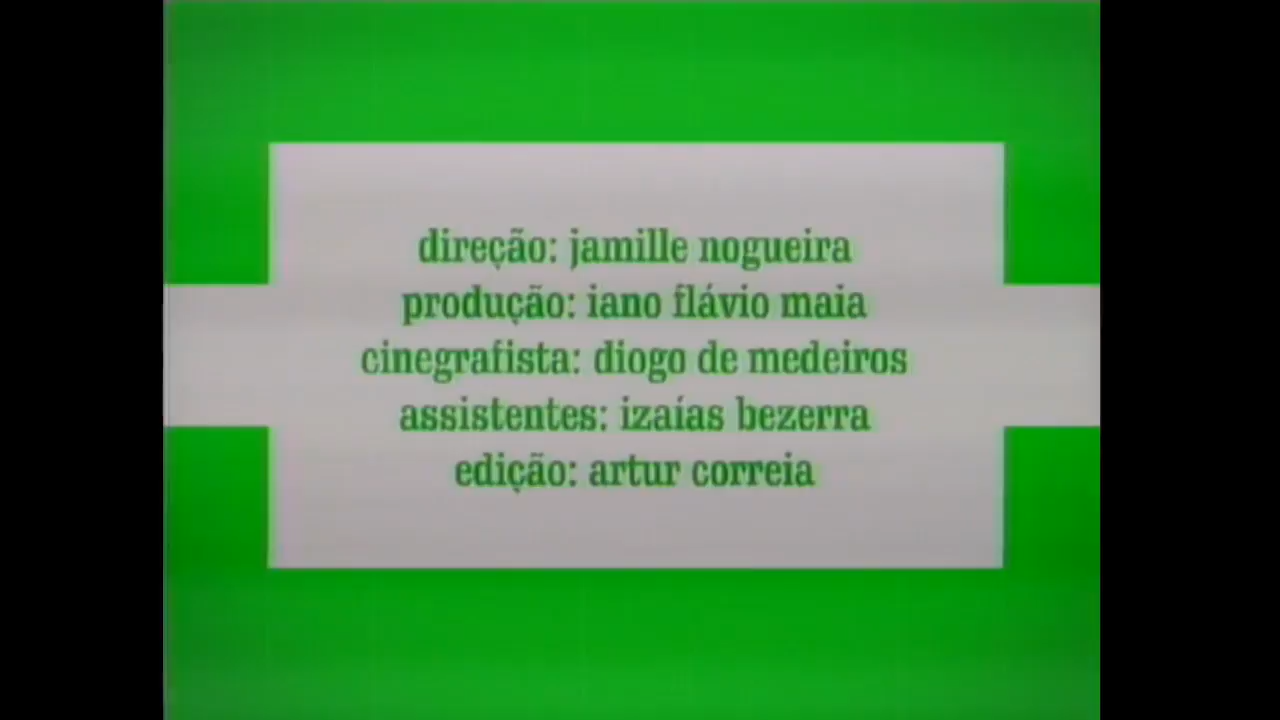 direção: jamille nogueira
produção: iano flávio maia
cinegrafista: diogo de medeiros
assistentes: izaías bezerra
edição: artur correia